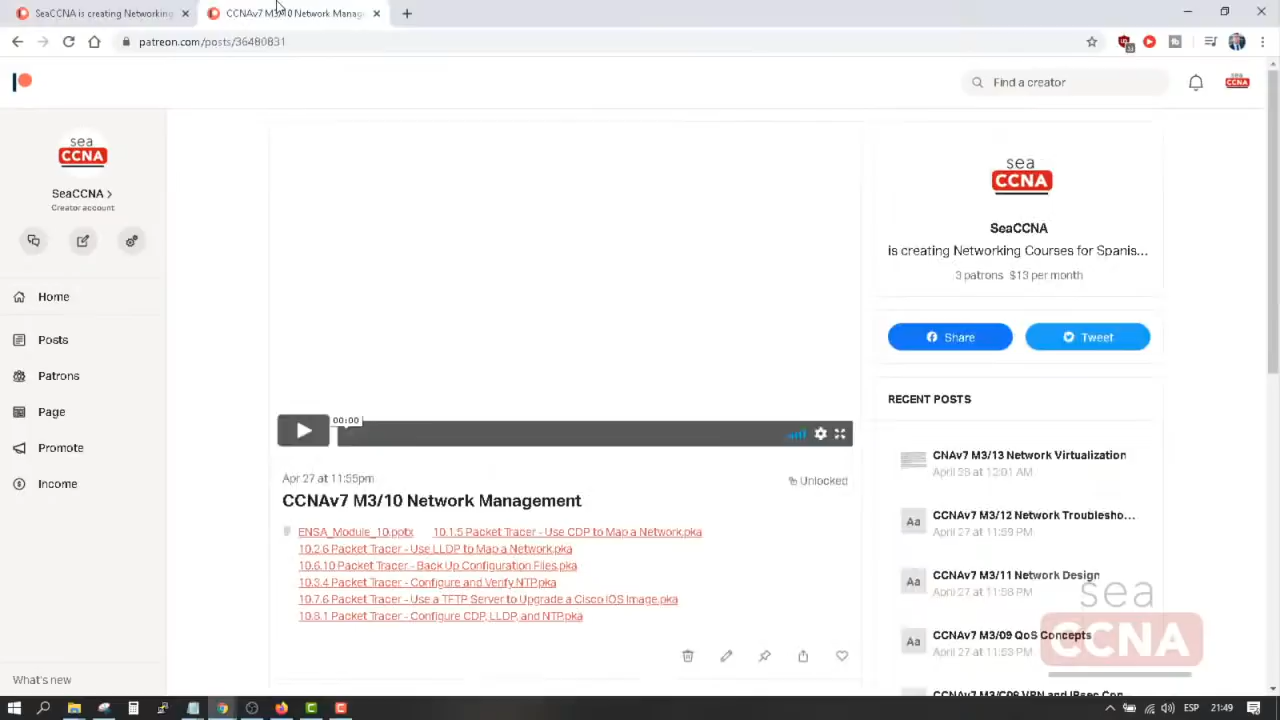 SeaCCNA is creating Networking
CCNAv7 M3/10 Network Manag
patreon.com/posts/36480831
Find a creator
sea
CCNA
sea
CCNA
SeaCCNA
Creator account
Home
Posts
Patrons
Page
Promote
Income
What's new
00:00
Apr 27 at 11:55pm
Unlocked
CCNAv7 M3/10 Network Management
ENSA_Module_10.pptx 10.1.5 Packet Tracer - Use CDP to Map a Network.pka
10.2.6 Packet Tracer - Use LLDP to Map a Network.pka
10.6.10 Packet Tracer - Back Up Configuration Files.pka
10.3.4 Packet Tracer - Configure and Verify NTP.pka
10.7.6 Packet Tracer - Use a TFTP Server to Upgrade a Cisco IOS Image.pka
10.8.1 Packet Tracer - Configure CDP, LLDP, and NTP.pka
sea
CCNA
SeaCCNA
is creating Networking Courses for Spanis...
3 patrons $13 per month
Share
Tweet
RECENT POSTS
CNAv7 M3/13 Network Virtualization
April 28 at 12:01 AM
Aa
CCNAv7 M3/12 Network Troublesho...
April 27 at 11:59 PM
Aa
CCNAv7 M3/11 Network Design
April 27 at 11:58 PM
Aa
CCNAv7 M3/09 QoS Concepts
April 27 at 11:53 PM
sea
CCNA
ESP
21:49